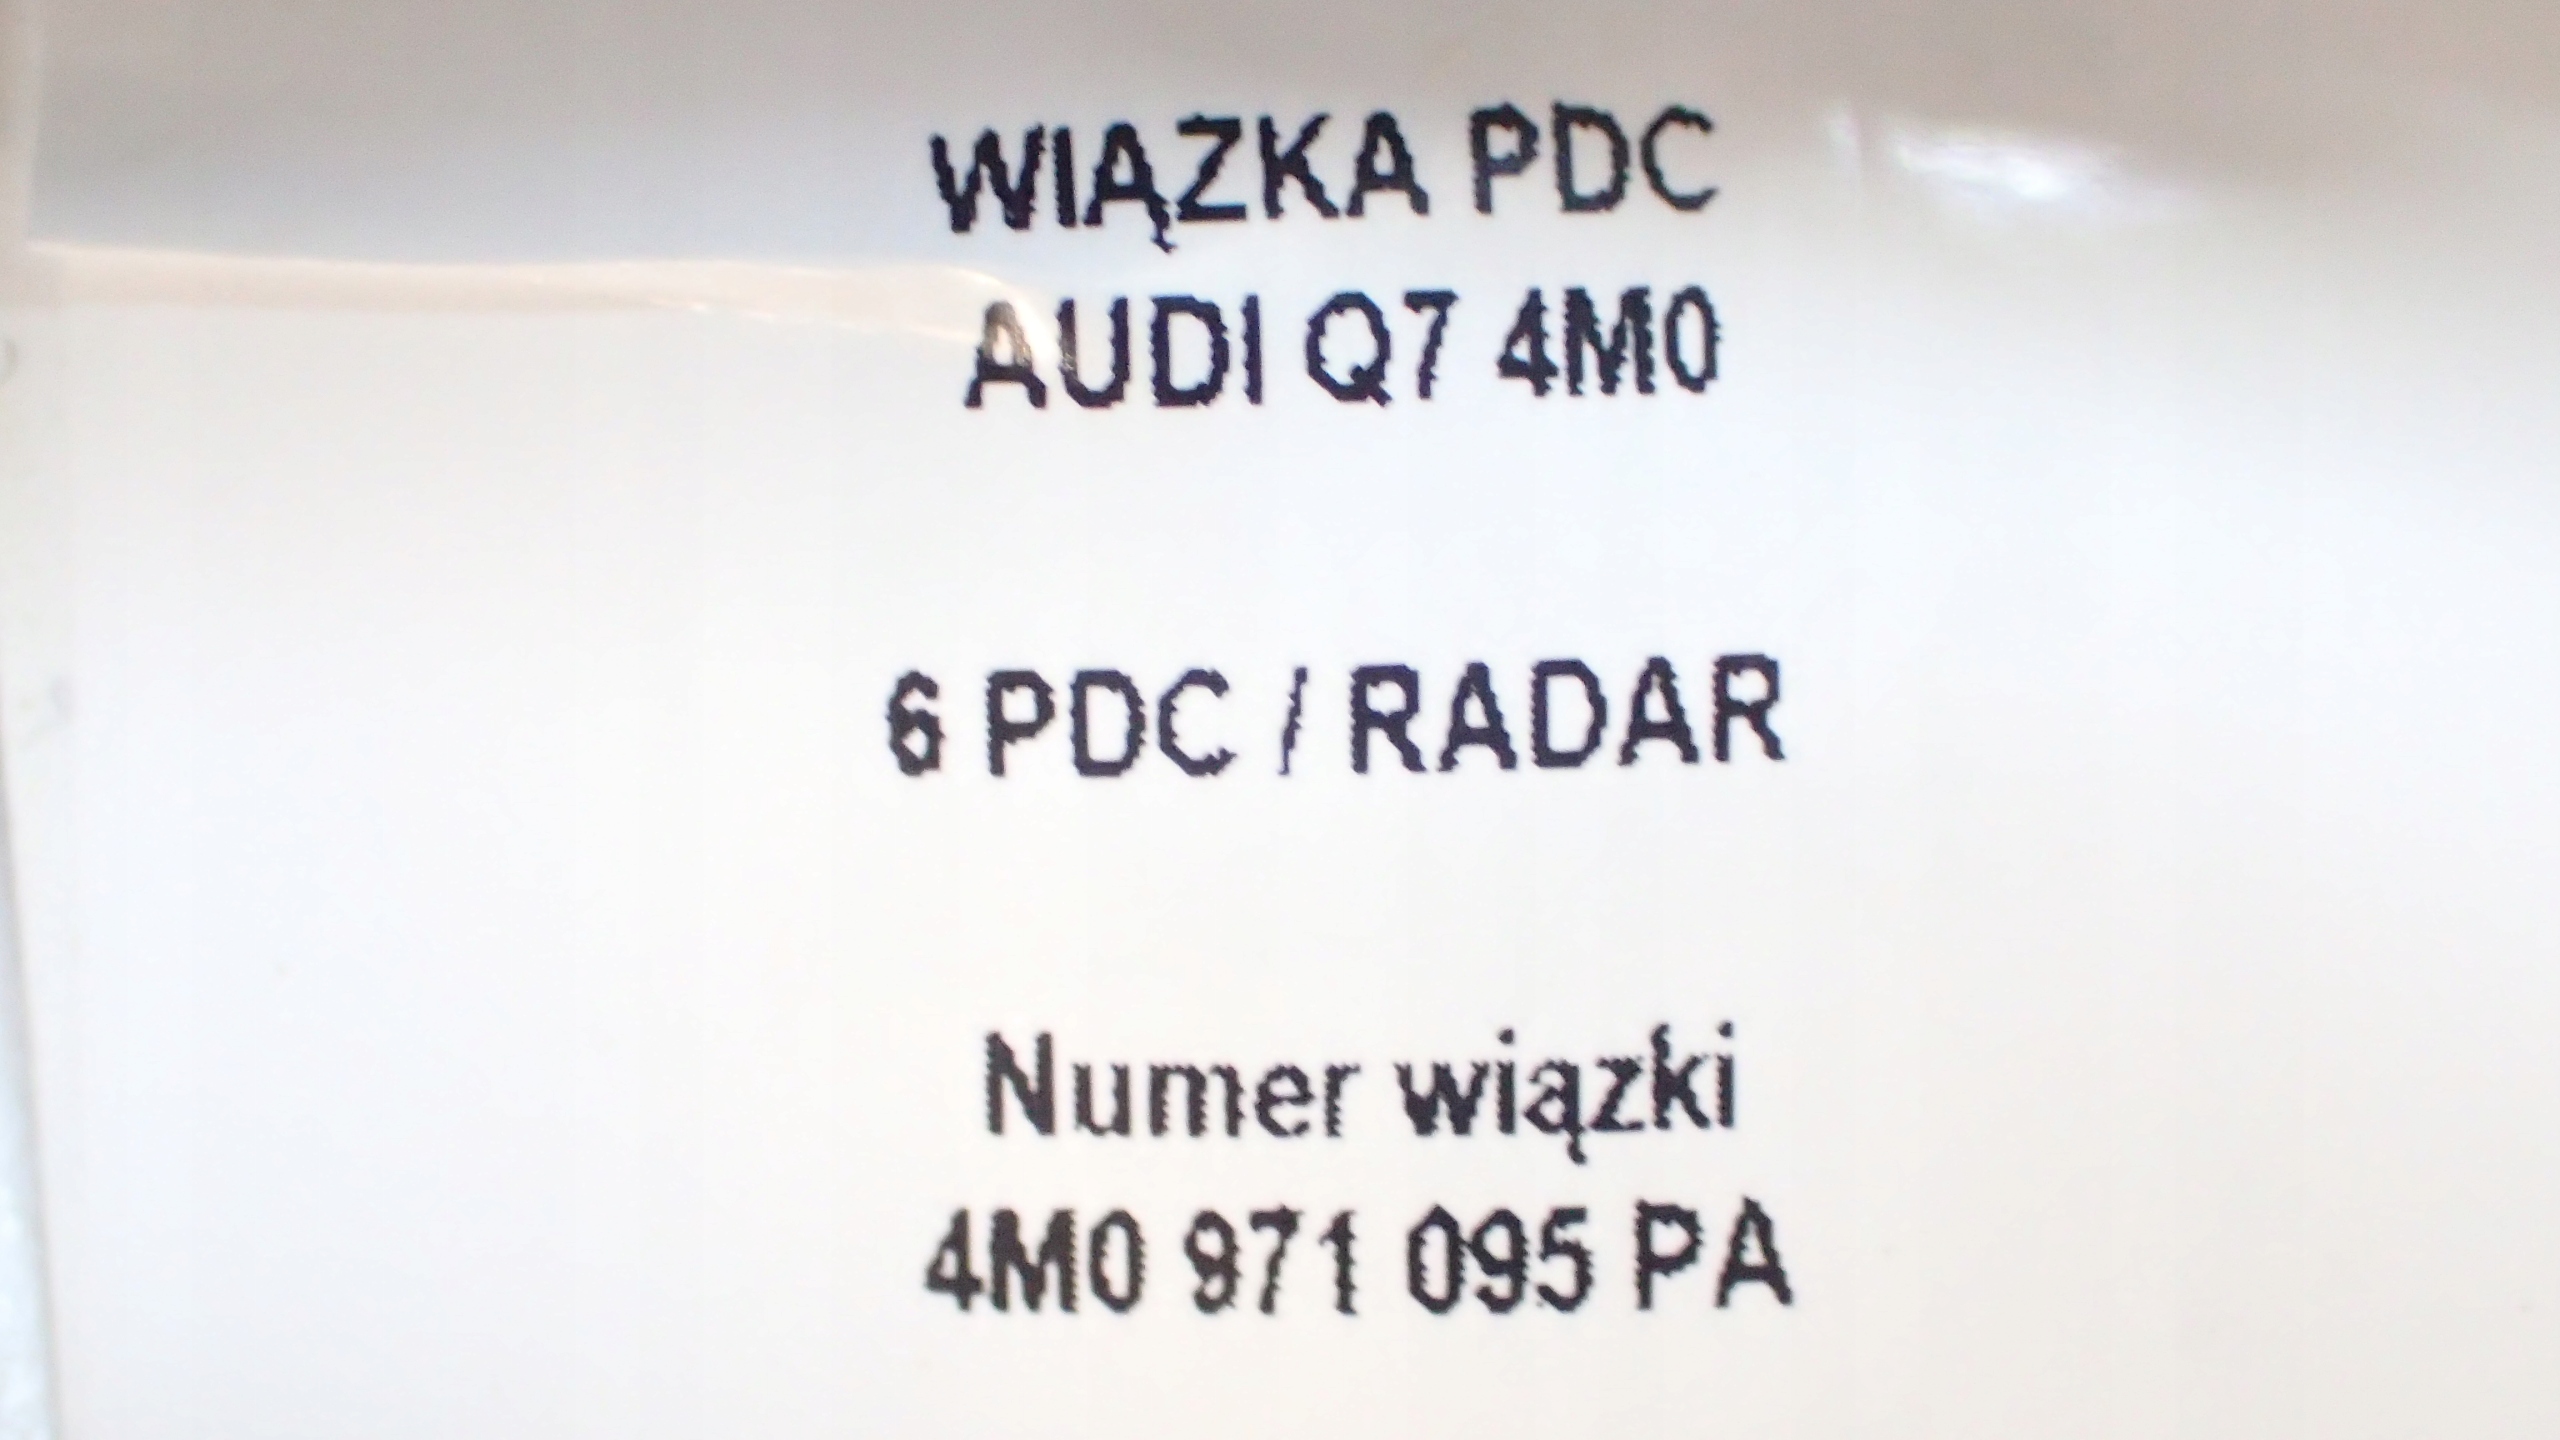 WIĄZKA PDC
AUDI Q7 4M0
6 PDC / RADAR
Numer wiązki
4M0 971 095 PA